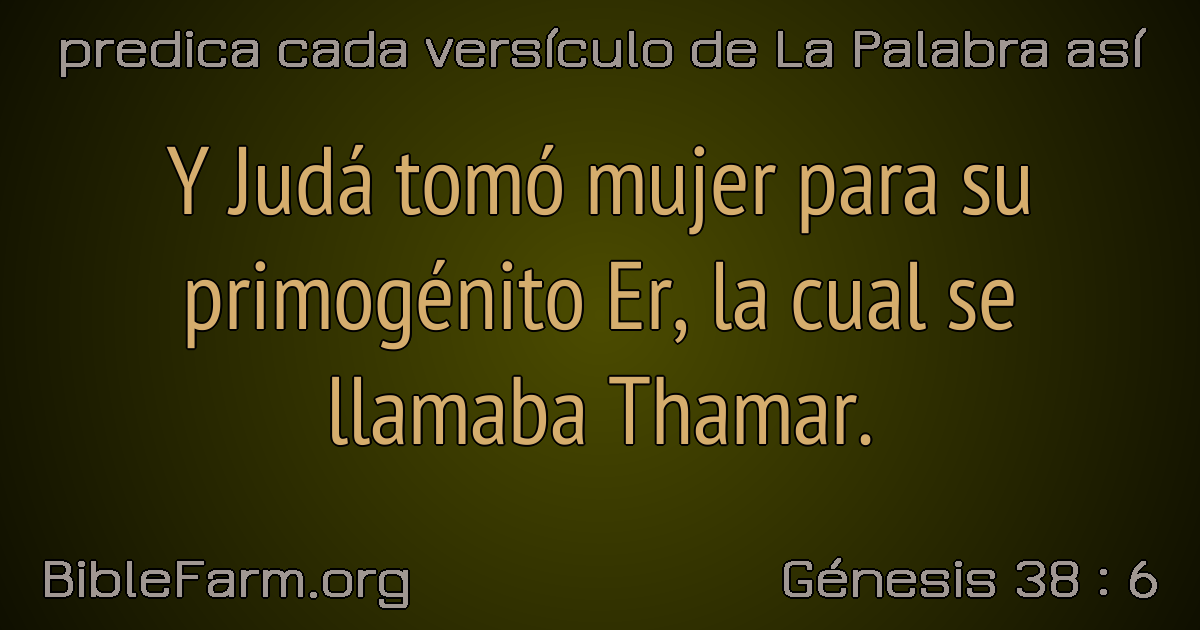 predica cada versículo de La Palabra así
Y Judá tomó mujer para su
primogénito Er, la cual se
llamaba Thamar.
BibleFarm.org
Génesis 38 : 6